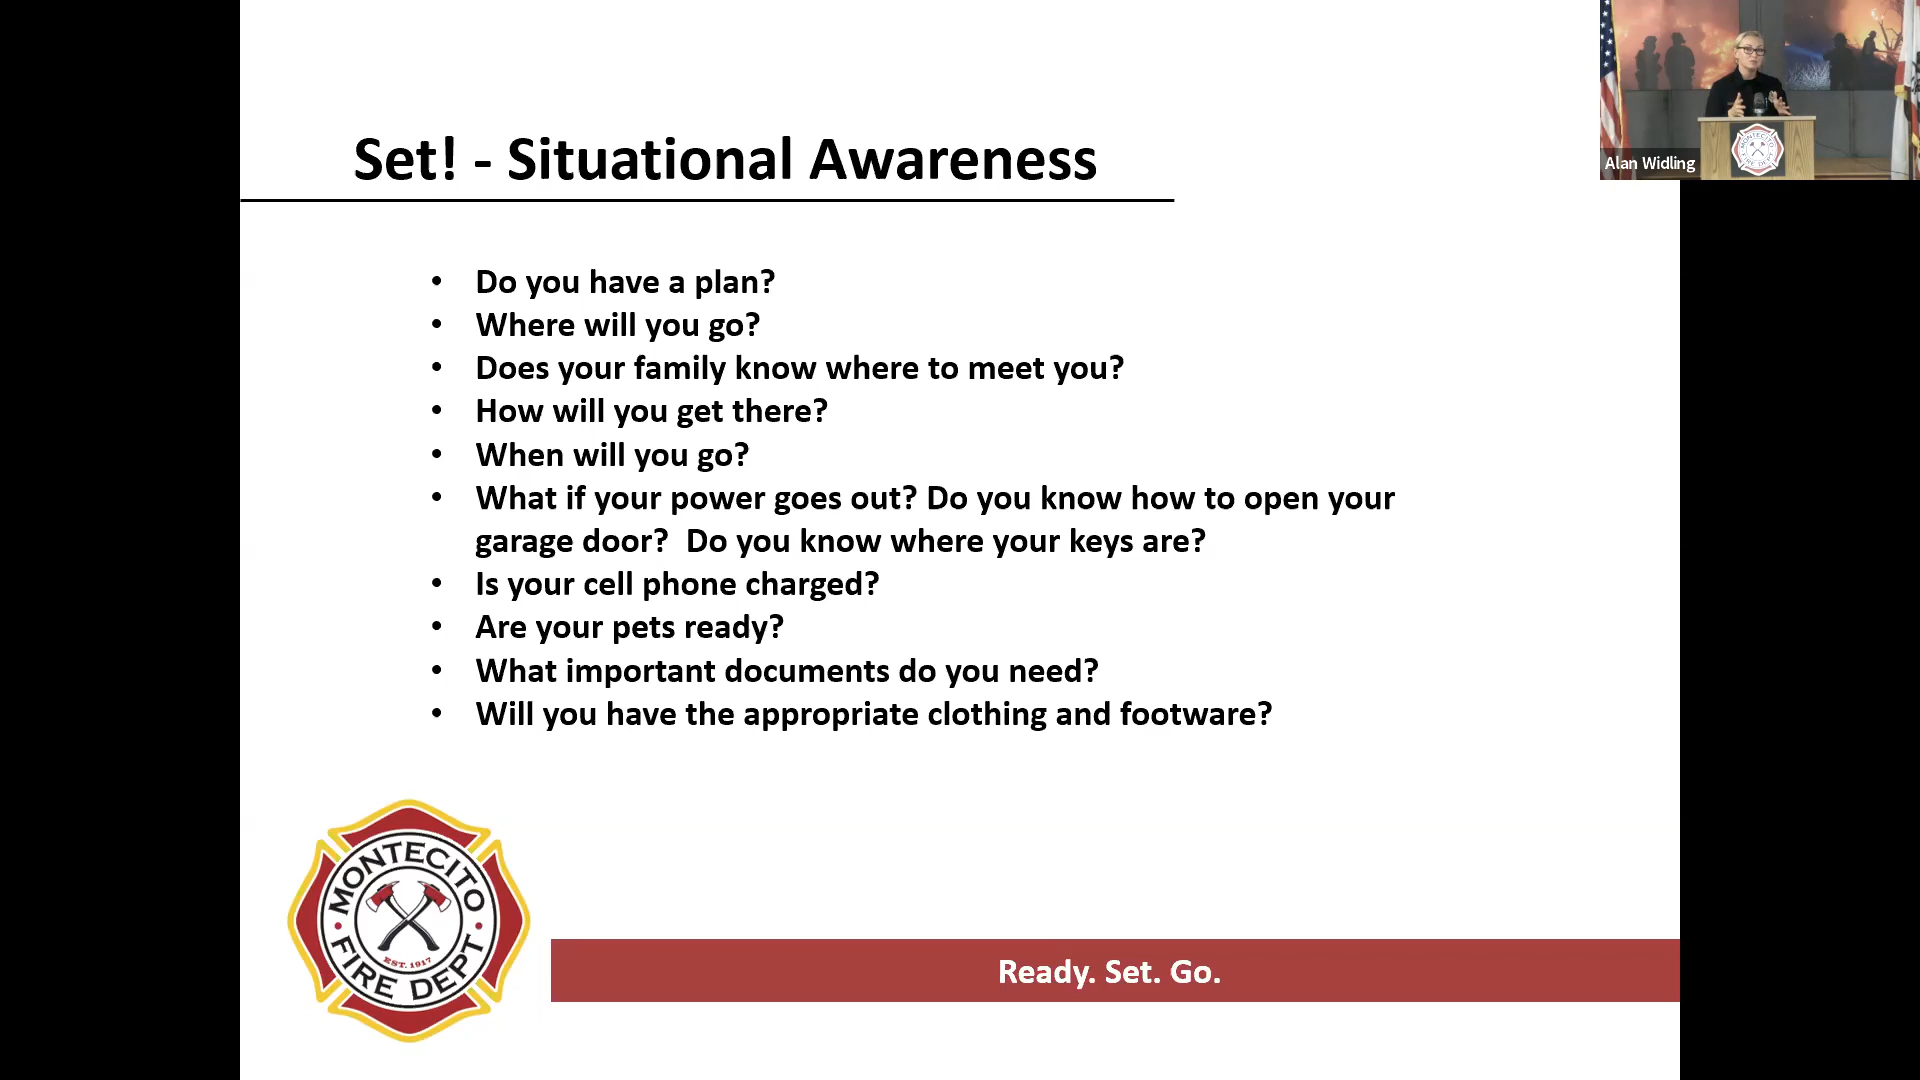 Set! - Situational Awareness
• Do you have a plan?
• Where will you go?
• Does your family know where to meet you?
• How will you get there?
• When will you go?
• What if your power goes out? Do you know how to open your
garage door?  Do you know where your keys are?
• Is your cell phone charged?
• Are your pets ready?
• What important documents do you need?
• Will you have the appropriate clothing and footware?
MONTECITO
EST. 1917
FIRE DEPT
Ready. Set. Go.
Alan Widling
MONTECITO
FIRE DEPT